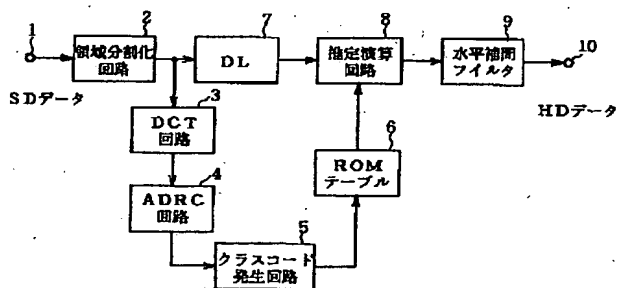 1
2
領域分割化
回路
7
DL
8
推定演算
回路
9
水平補間
フイルタ
10
SDデータ
HDデータ
3
DCT
回路
6
ROM
テーブル
4
ADRC
回路
5
クラスコード
発生回路